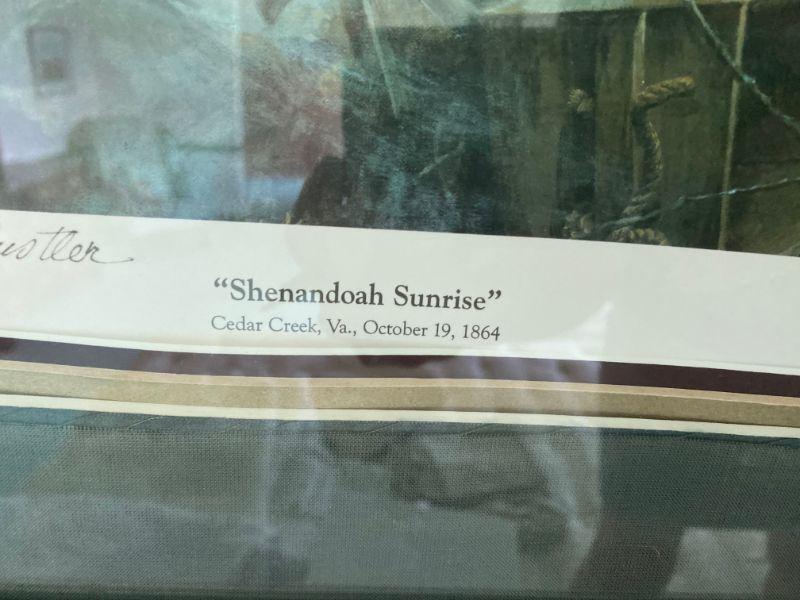 “Shenandoah Sunrise”
Cedar Creek, Va., October 19, 1864